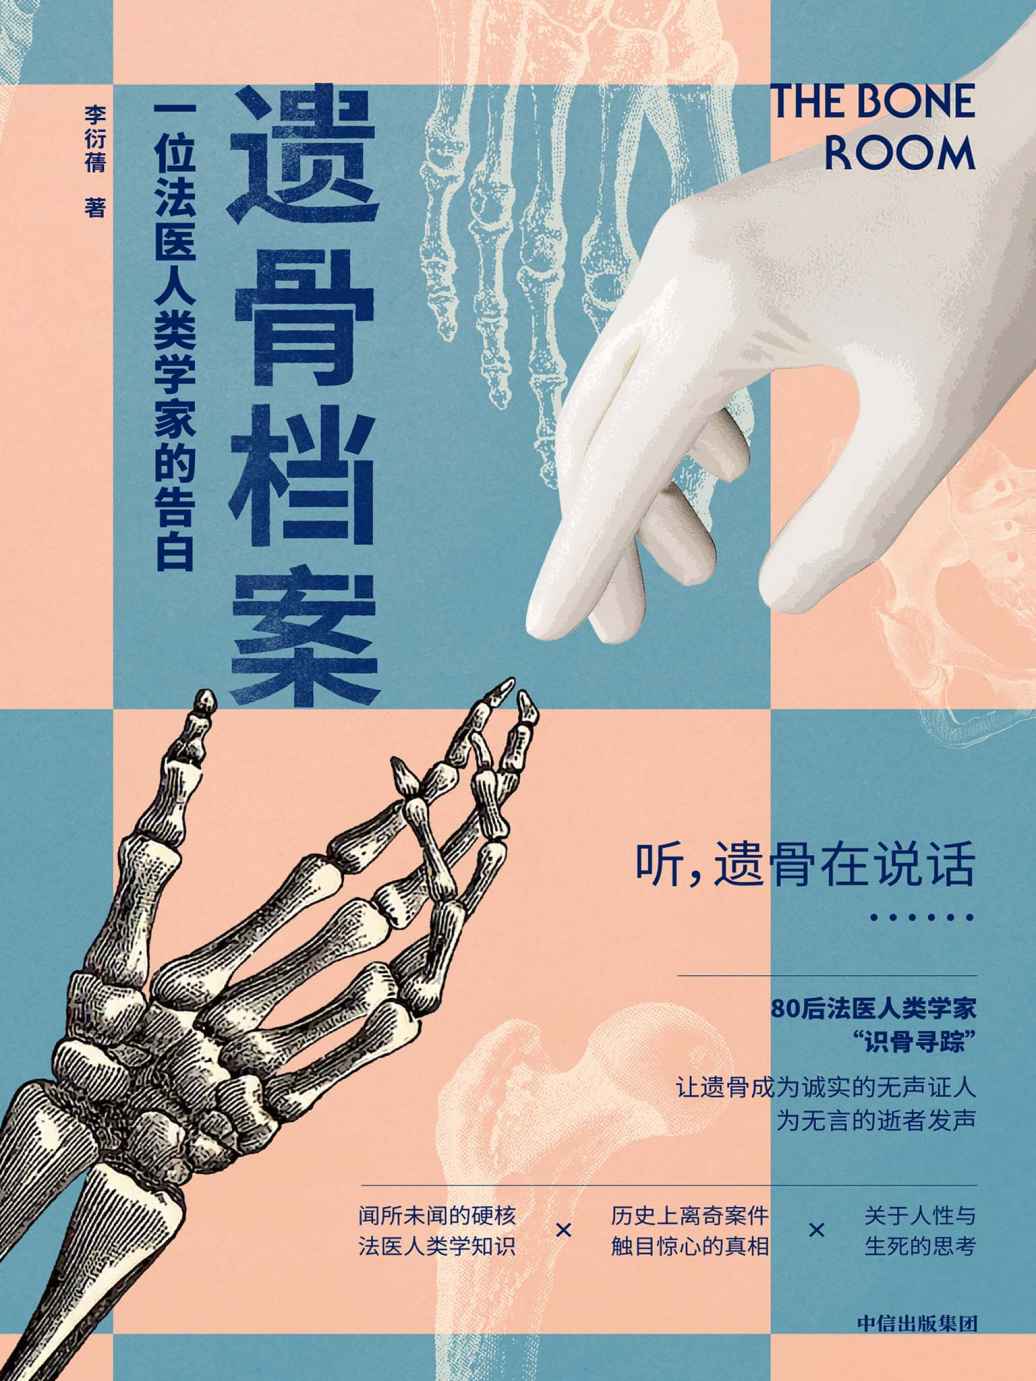 遗骨档案
一位法医人类学家的告白
李衍蒨 著
THE BONE
ROOM
听，遗骨在说话
······
80后法医人类学家
“识骨寻踪”
让遗骨成为诚实的无声证人
为无言的逝者发声
闻所未闻的硬核
法医人类学知识
×
历史上离奇案件
触目惊心的真相
×
关于人性与
生死的思考
中信出版集团